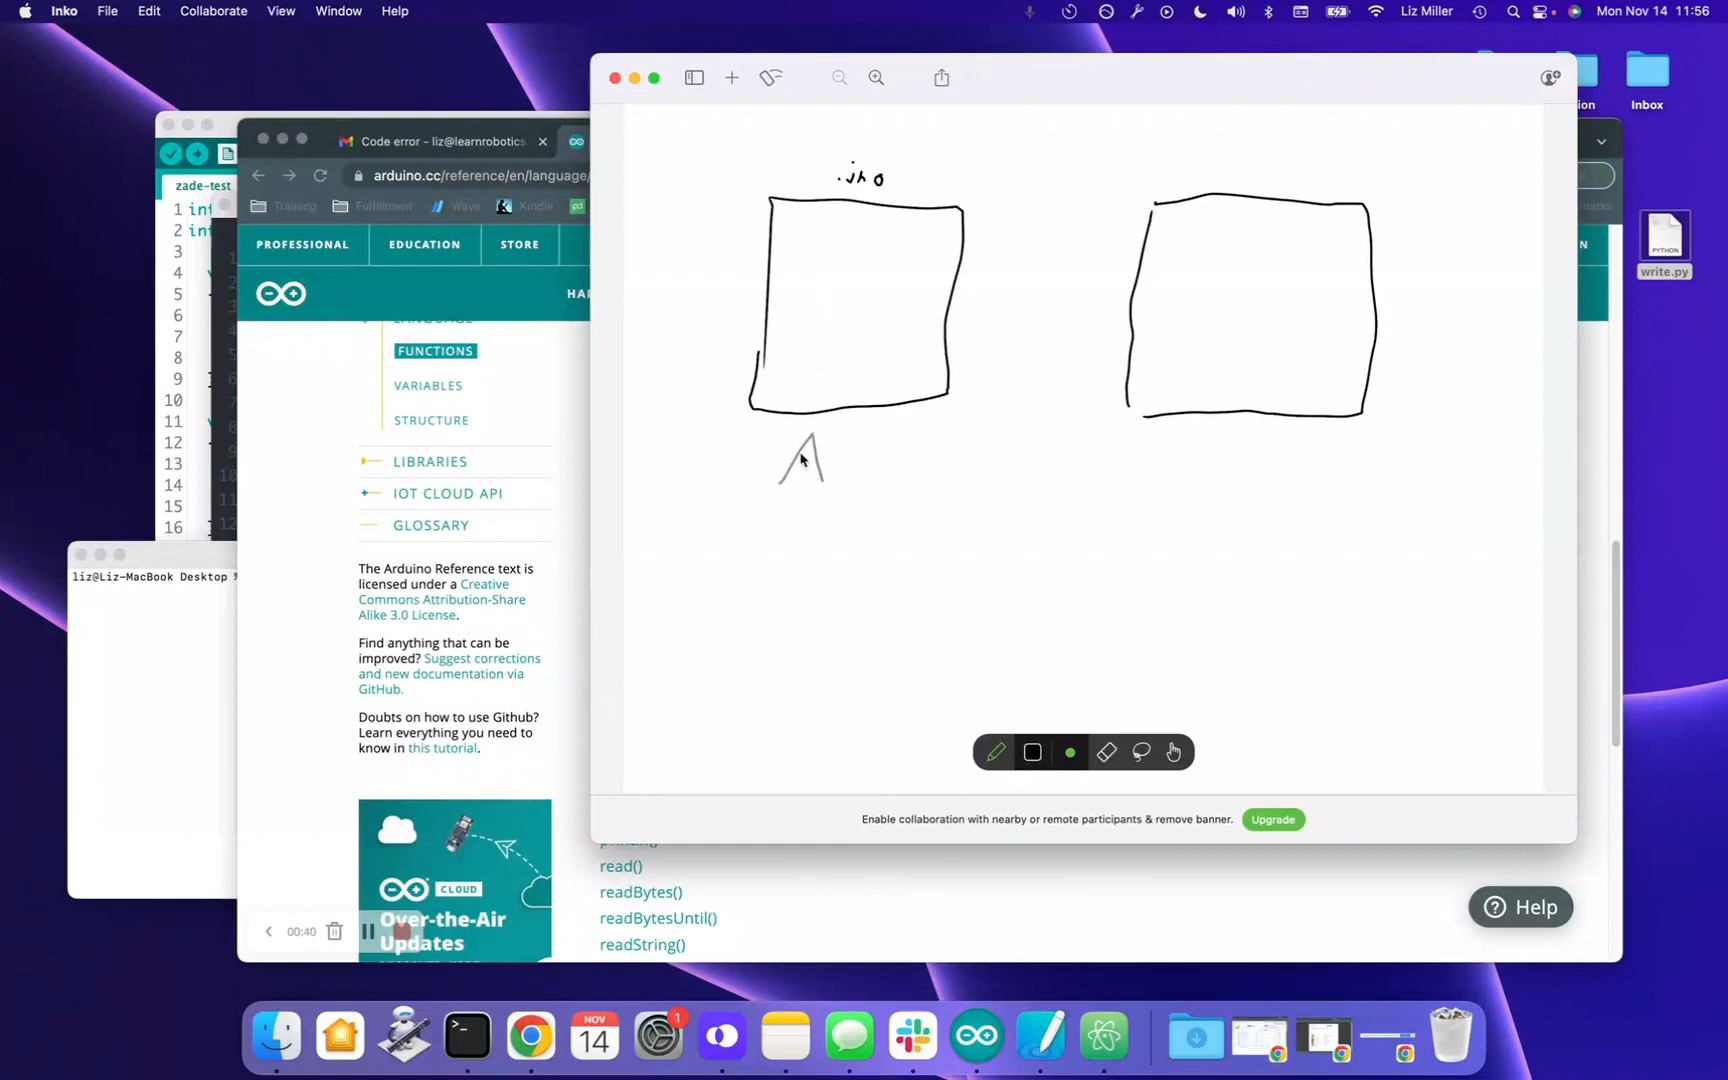 Inko File Edit Collaborate View Window Help
Liz Miller Mon Nov 14 11:56
Inbox
Code error - liz@learnrobotics.
arduino.cc/reference/en/language/
Training Fulfillment Wave Kindle
zade-test
PROFESSIONAL EDUCATION STORE
PYTHON
write.py
1
2
3
4
5
6
7
8
9
10
11
12
13
14
15
16
LANGUAGE
FUNCTIONS
VARIABLES
STRUCTURE
LIBRARIES
IOT CLOUD API
GLOSSARY
A
The Arduino Reference text is
licensed under a Creative
Commons Attribution-Share
Alike 3.0 License.
Find anything that can be
improved? Suggest corrections
and new documentation via
GitHub.
Doubts on how to use Github?
Learn everything you need to
know in this tutorial.
liz@Liz-MacBook Desktop %
Enable collaboration with nearby or remote participants & remove banner. Upgrade
read()
readBytes()
readBytesUntil()
readString()
CLOUD
Over-the-Air
Updates
00:40
Help
NOV
14
1